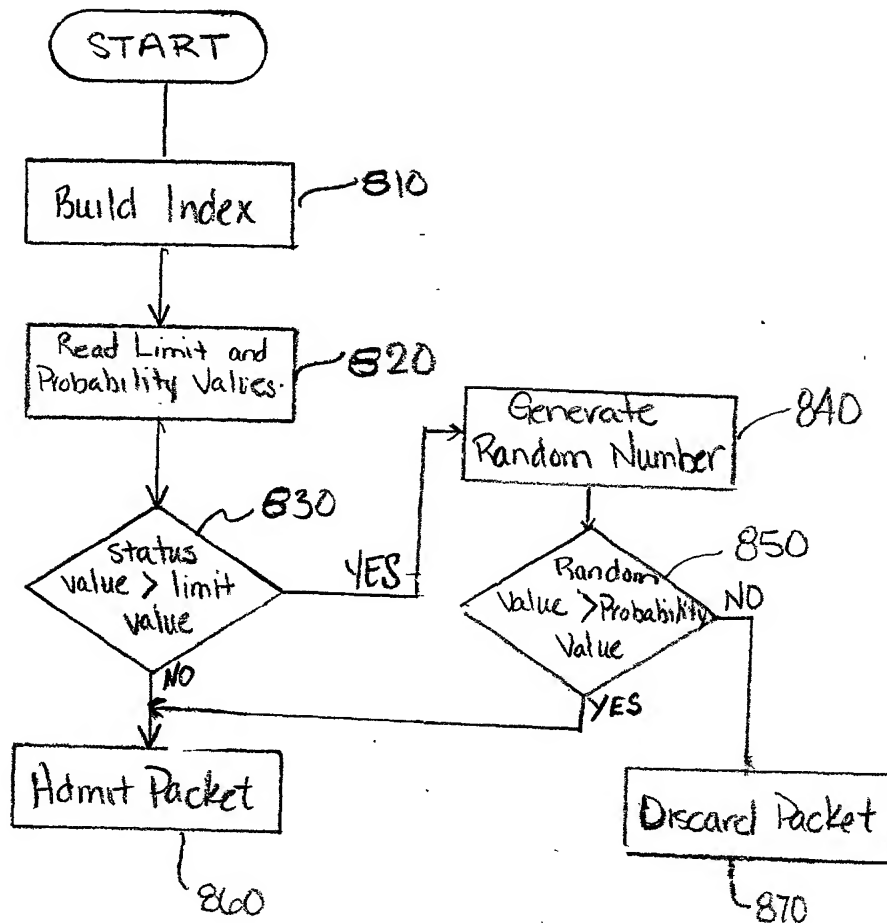 START
Build Index
810
Read Limit and
Probability Values.
820
Generate
Random Number
840
830
status
value > limit
value
YES
NO
850
Random
Value > Probability
Value
NO
YES
Admit Packet
860
Discard Packet
870